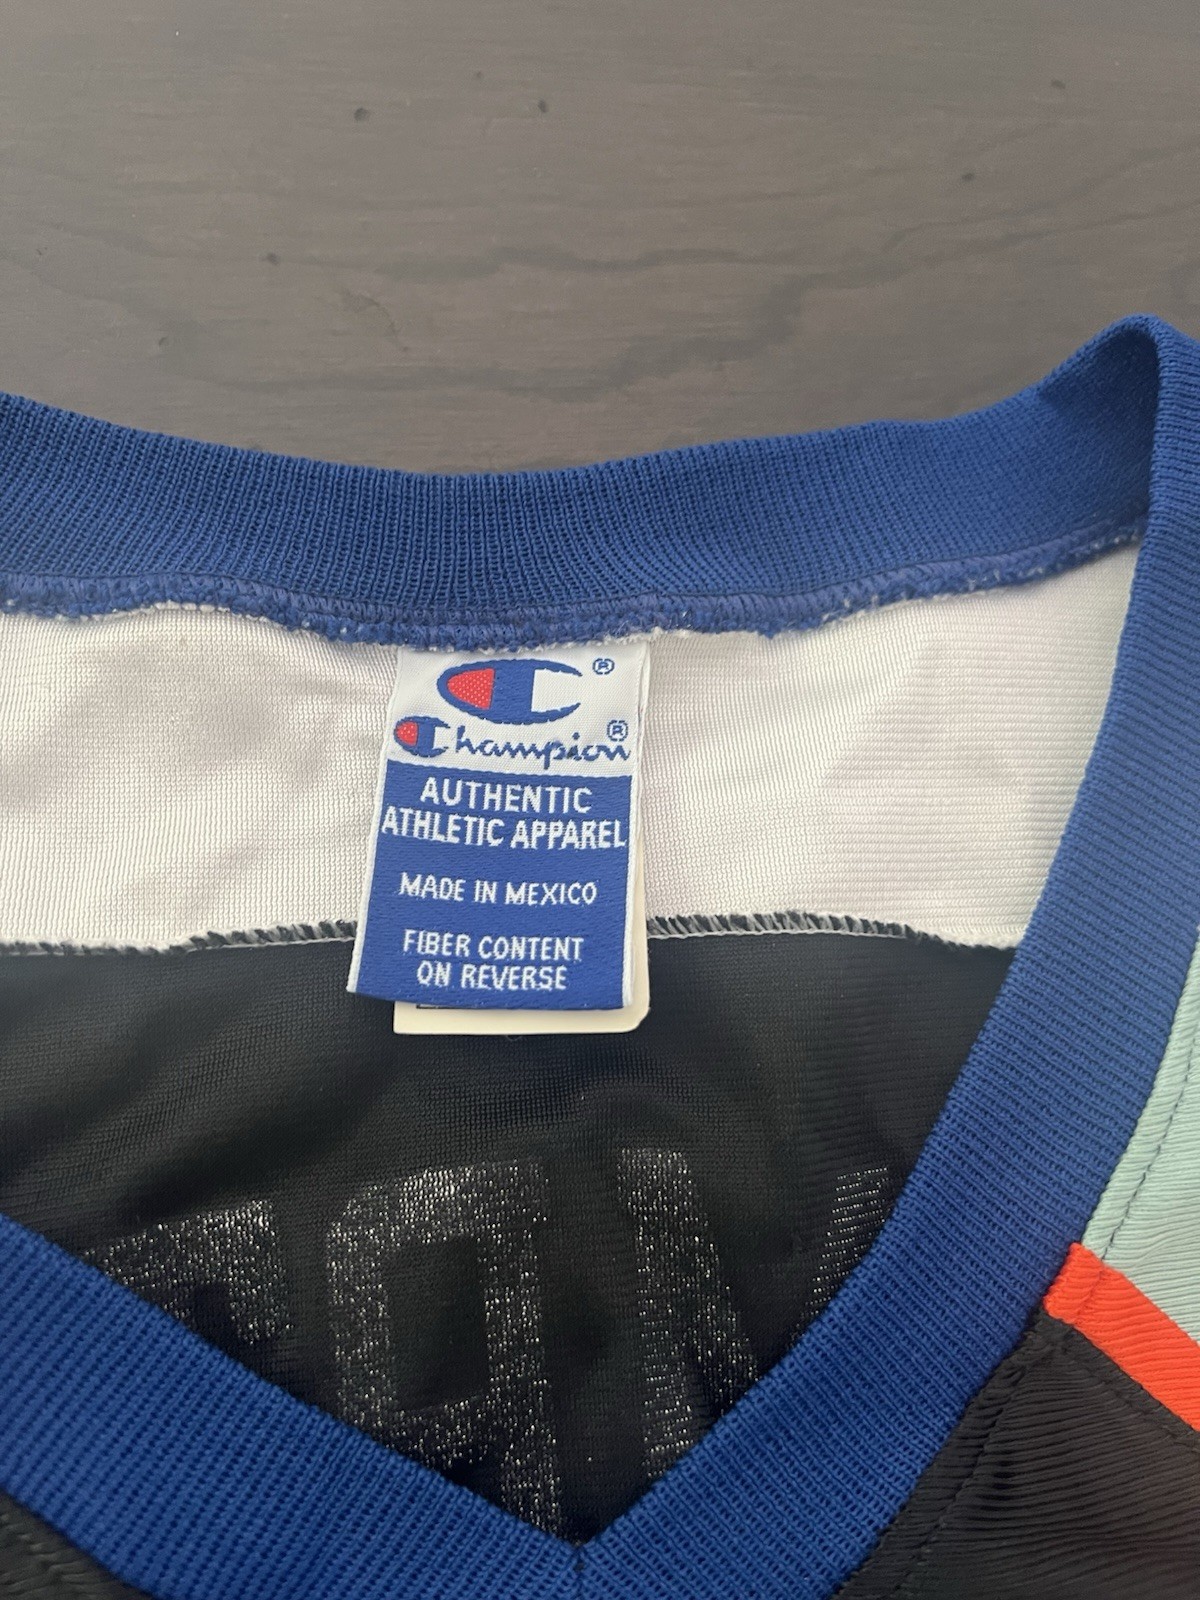 ®
Champion®
AUTHENTIC
ATHLETIC APPAREL
MADE IN MEXICO
FIBER CONTENT
ON REVERSE